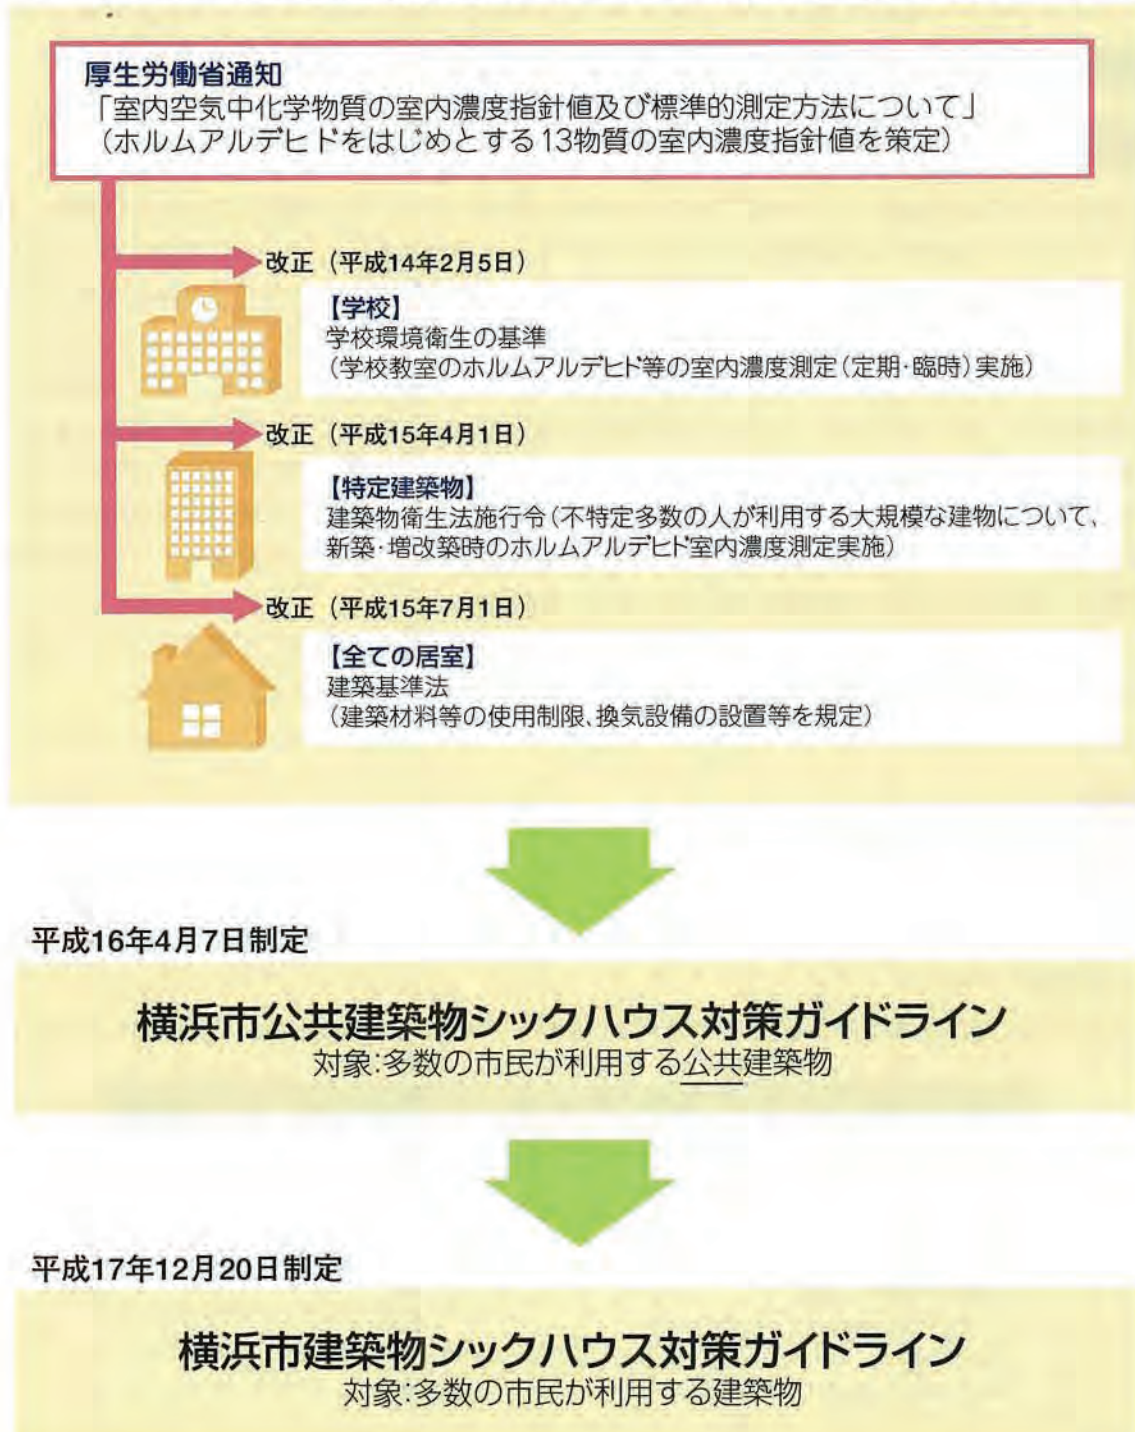 厚生労働省通知
「室内空気中化学物質の室内濃度指針値及び標準的測定方法について」
(ホルムアルデヒドをはじめとする13物質の室内濃度指針値を策定)
改正（平成14年2月5日）
【学校】
学校環境衛生の基準
(学校教室のホルムアルデヒド等の室内濃度測定(定期･臨時)実施)
改正（平成15年4月1日）
【特定建築物】
建築物衛生法施行令(不特定多数の人が利用する大規模な建物について、
新築･増改築時のホルムアルデヒド室内濃度測定実施)
改正（平成15年7月1日）
【全ての居室】
建築基準法
(建築材料等の使用制限、換気設備の設置等を規定)
平成16年4月7日制定
横浜市公共建築物シックハウス対策ガイドライン
対象:多数の市民が利用する公共建築物
平成17年12月20日制定
横浜市建築物シックハウス対策ガイドライン
対象:多数の市民が利用する建築物